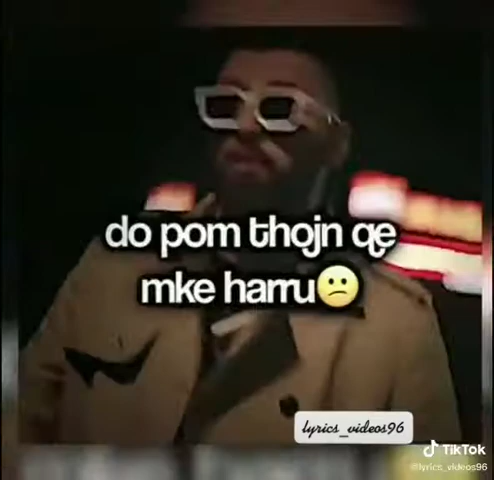 do pom thojn qe
mke harru😕
lyrics_videos96
TikTok
@lyrics_videos96